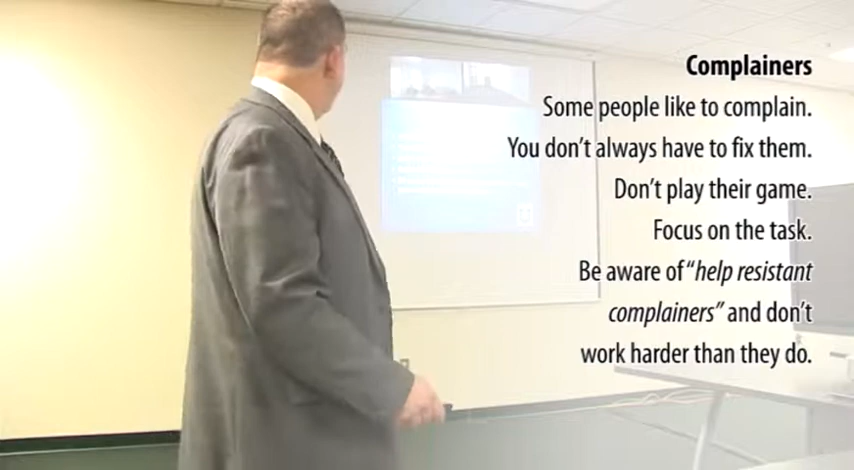 Complainers
Some people like to complain.
You don't always have to fix them.
Don't play their game.
Focus on the task.
Be aware of "help resistant
complainers" and don't
work harder than they do.